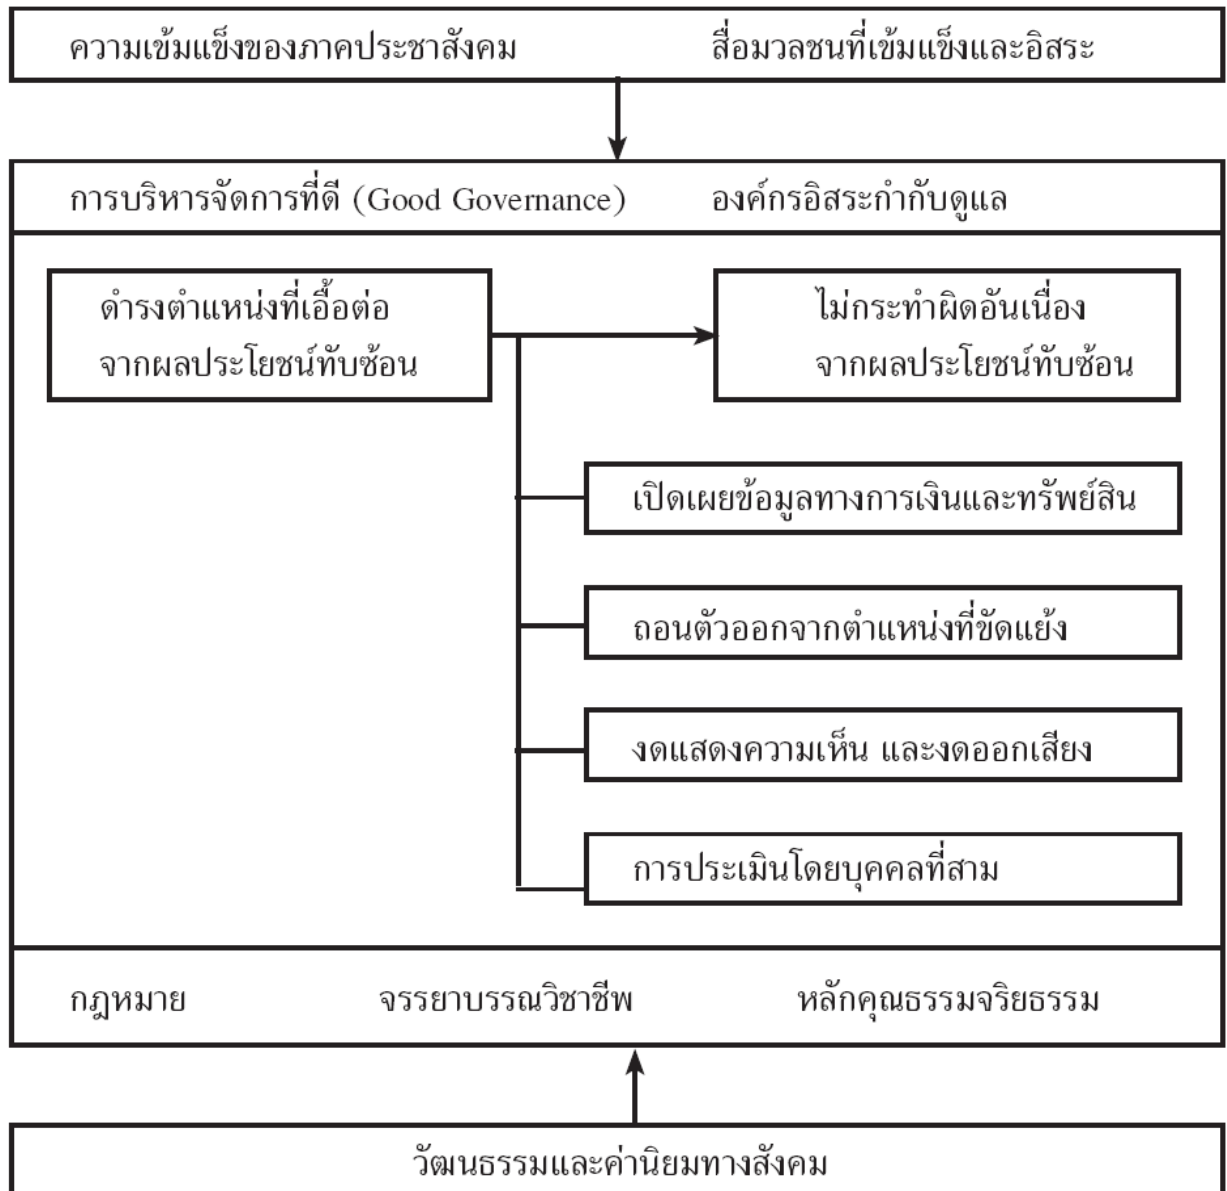 ความเข้มแข็งของภาคประชาสังคม สื่อมวลชนที่เข้มแข็งและอิสระ
การบริหารจัดการที่ดี (Good Governance) องค์กรอิสระกำกับดูแล
ดำรงตำแหน่งที่เอื้อต่อ
จากผลประโยชน์ทับซ้อน
ไม่กระทำผิดอันเนื่อง
จากผลประโยชน์ทับซ้อน
เปิดเผยข้อมูลทางการเงินและทรัพย์สิน
ถอนตัวออกจากตำแหน่งที่ขัดแย้ง
งดแสดงความเห็น และงดออกเสียง
การประเมินโดยบุคคลที่สาม
กฎหมาย จรรยาบรรณวิชาชีพ หลักคุณธรรมจริยธรรม
วัฒนธรรมและค่านิยมทางสังคม